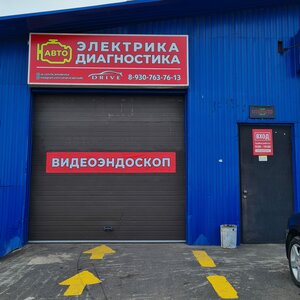 АВТО
ЭЛЕКТРИКА
ДИАГНОСТИКА
DRIVE
8-930-763-76-13
ВИДЕОЭНДОСКОП
ВХОД